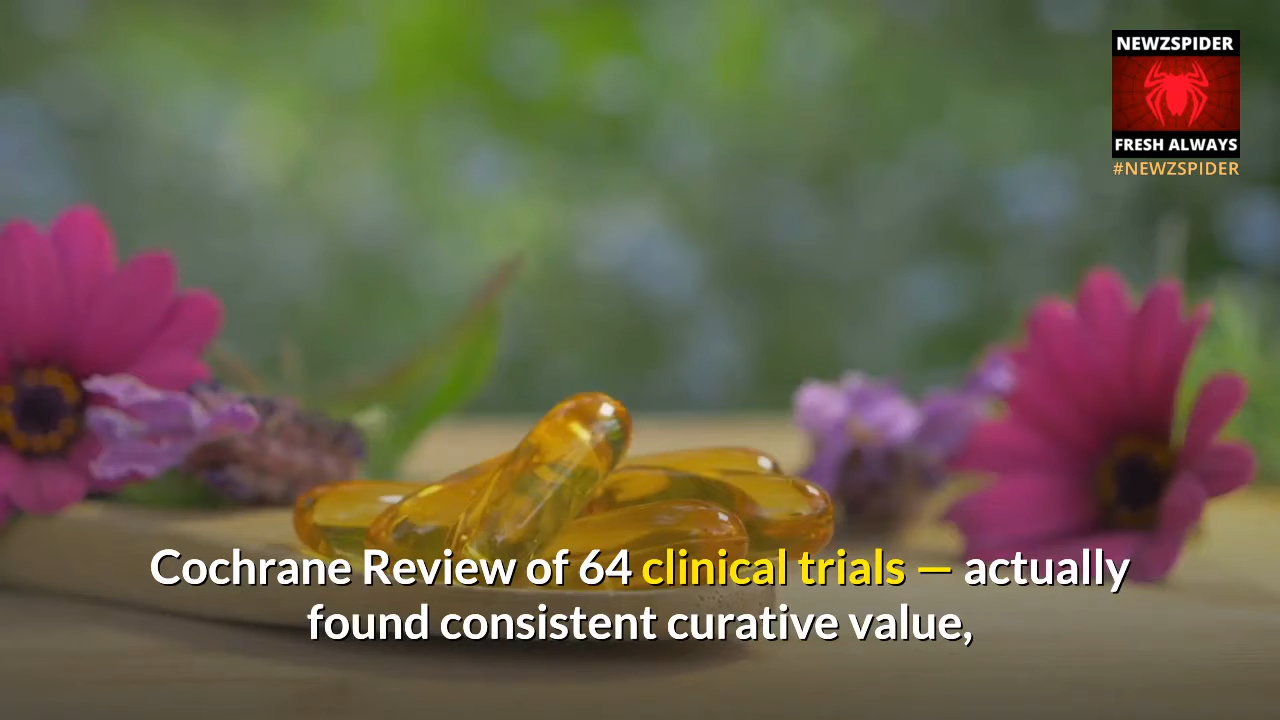 NEWZSPIDER
FRESH ALWAYS
#NEWZSPIDER
Cochrane Review of 64 clinical trials — actually
found consistent curative value,